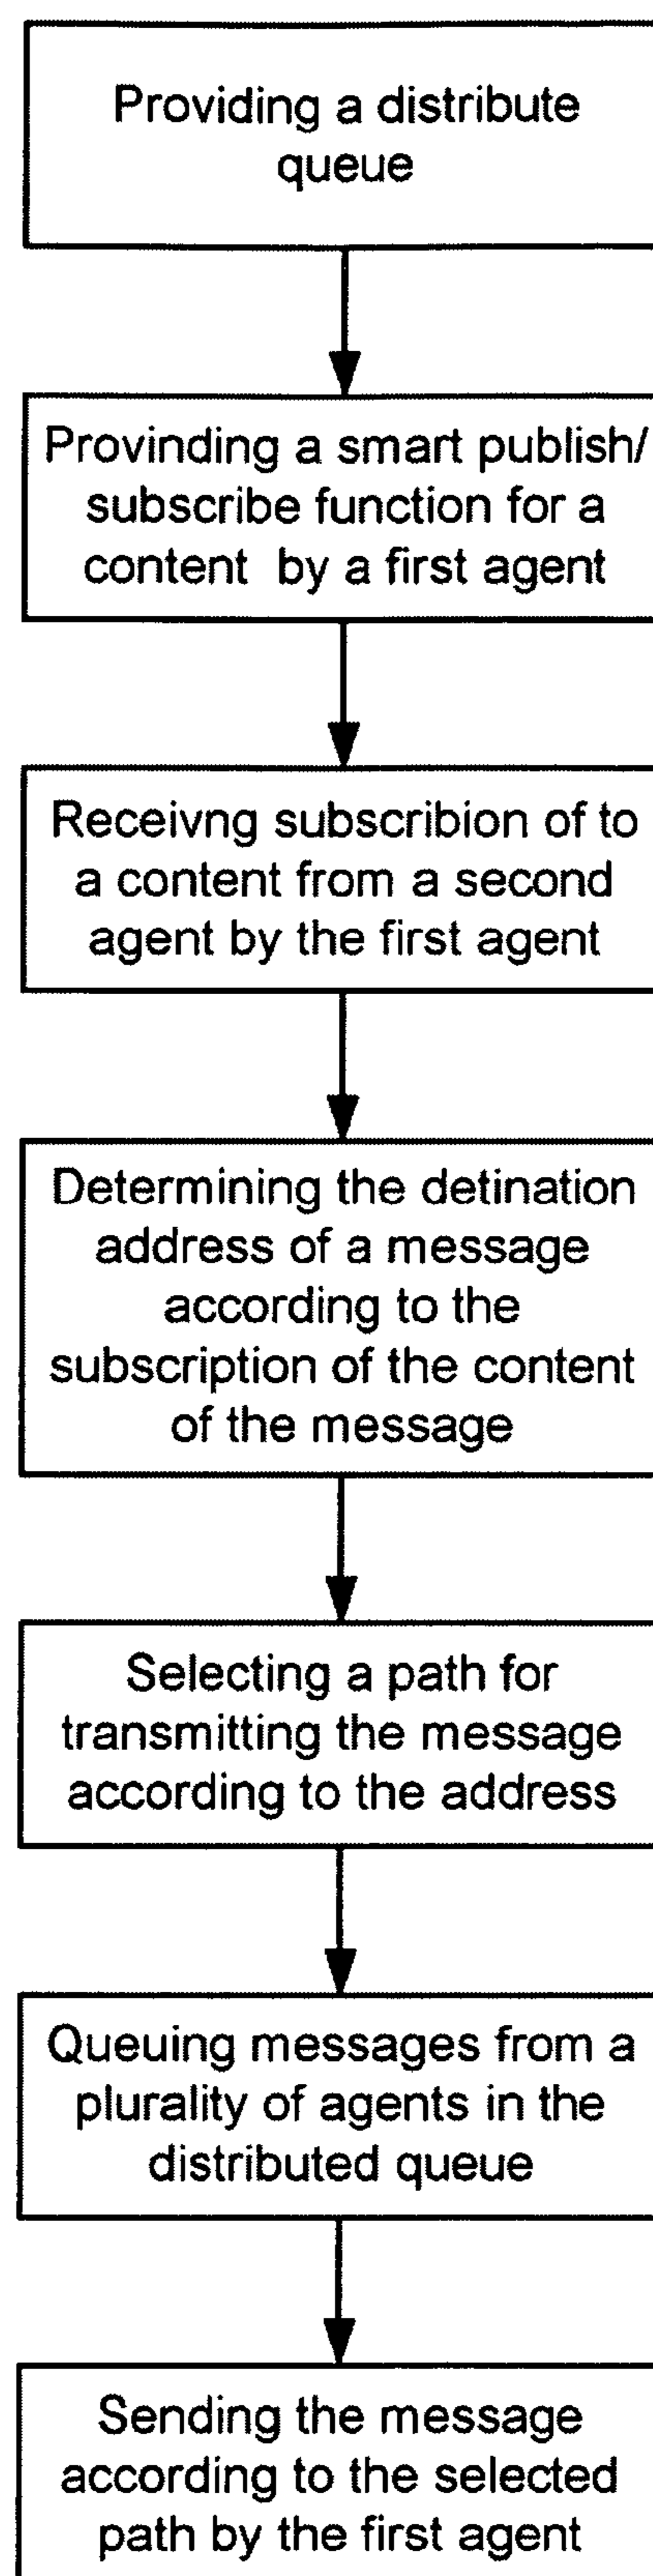 Providing a distribute
queue
Provinding a smart publish/
subscribe function for a
content by a first agent
Receivng subscribion of to
a content from a second
agent by the first agent
Determining the detination
address of a message
according to the
subscription of the content
of the message
Selecting a path for
transmitting the message
according to the address
Queuing messages from a
plurality of agents in the
distributed queue
Sending the message
according to the selected
path by the first agent